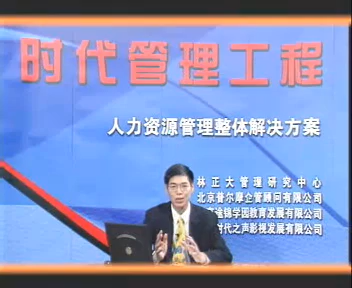 时代管理工程
人力资源管理整体解决方案
林正大管理研究中心
北京普尔摩企管顾问有限公司
锦学园教育发展有限公司
时代之声影视发展有限公司